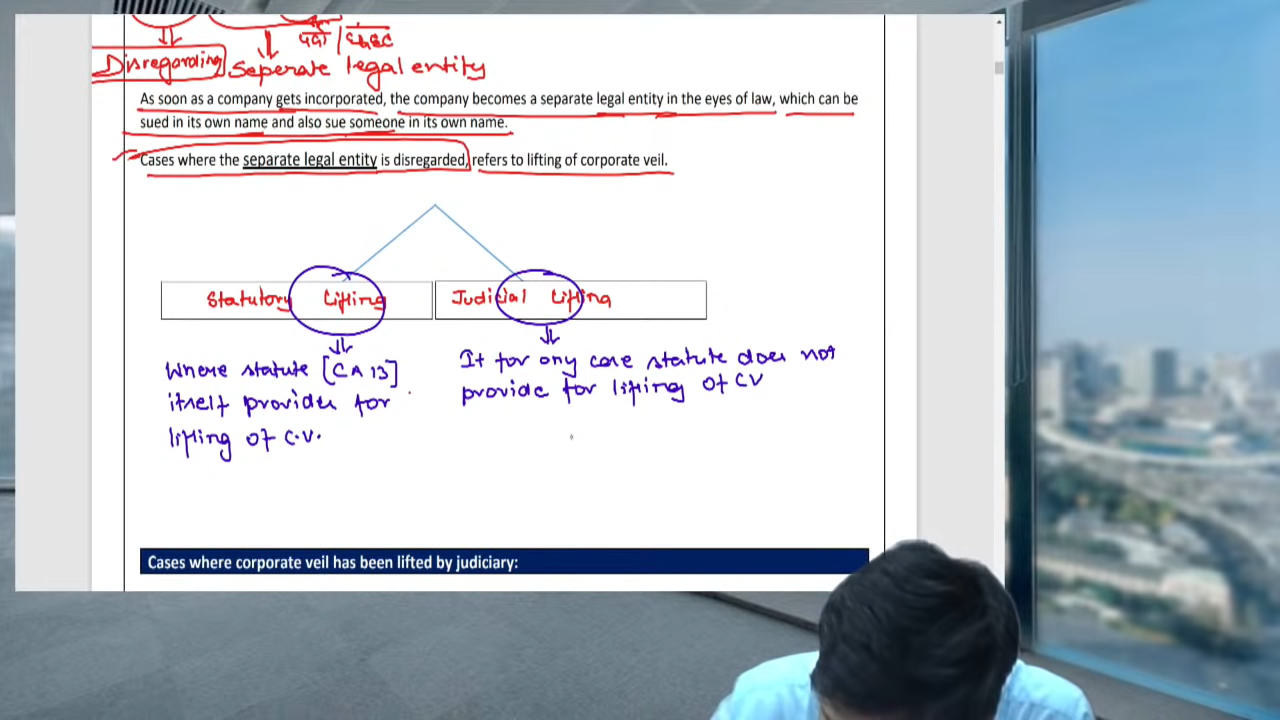 Disregarding Seperate legal entity
As soon as a company gets incorporated, the company becomes a separate legal entity in the eyes of law, which can be
sued in its own name and also sue someone in its own name.
Cases where the separate legal entity is disregarded, refers to lifting of corporate veil.
Statutory Lifting
Judicial Lifting
Where statute [CA 13]
itself provides for
lifting of C.V.
If for any case statute does not
provide for lifting of CV
Cases where corporate veil has been lifted by judiciary: